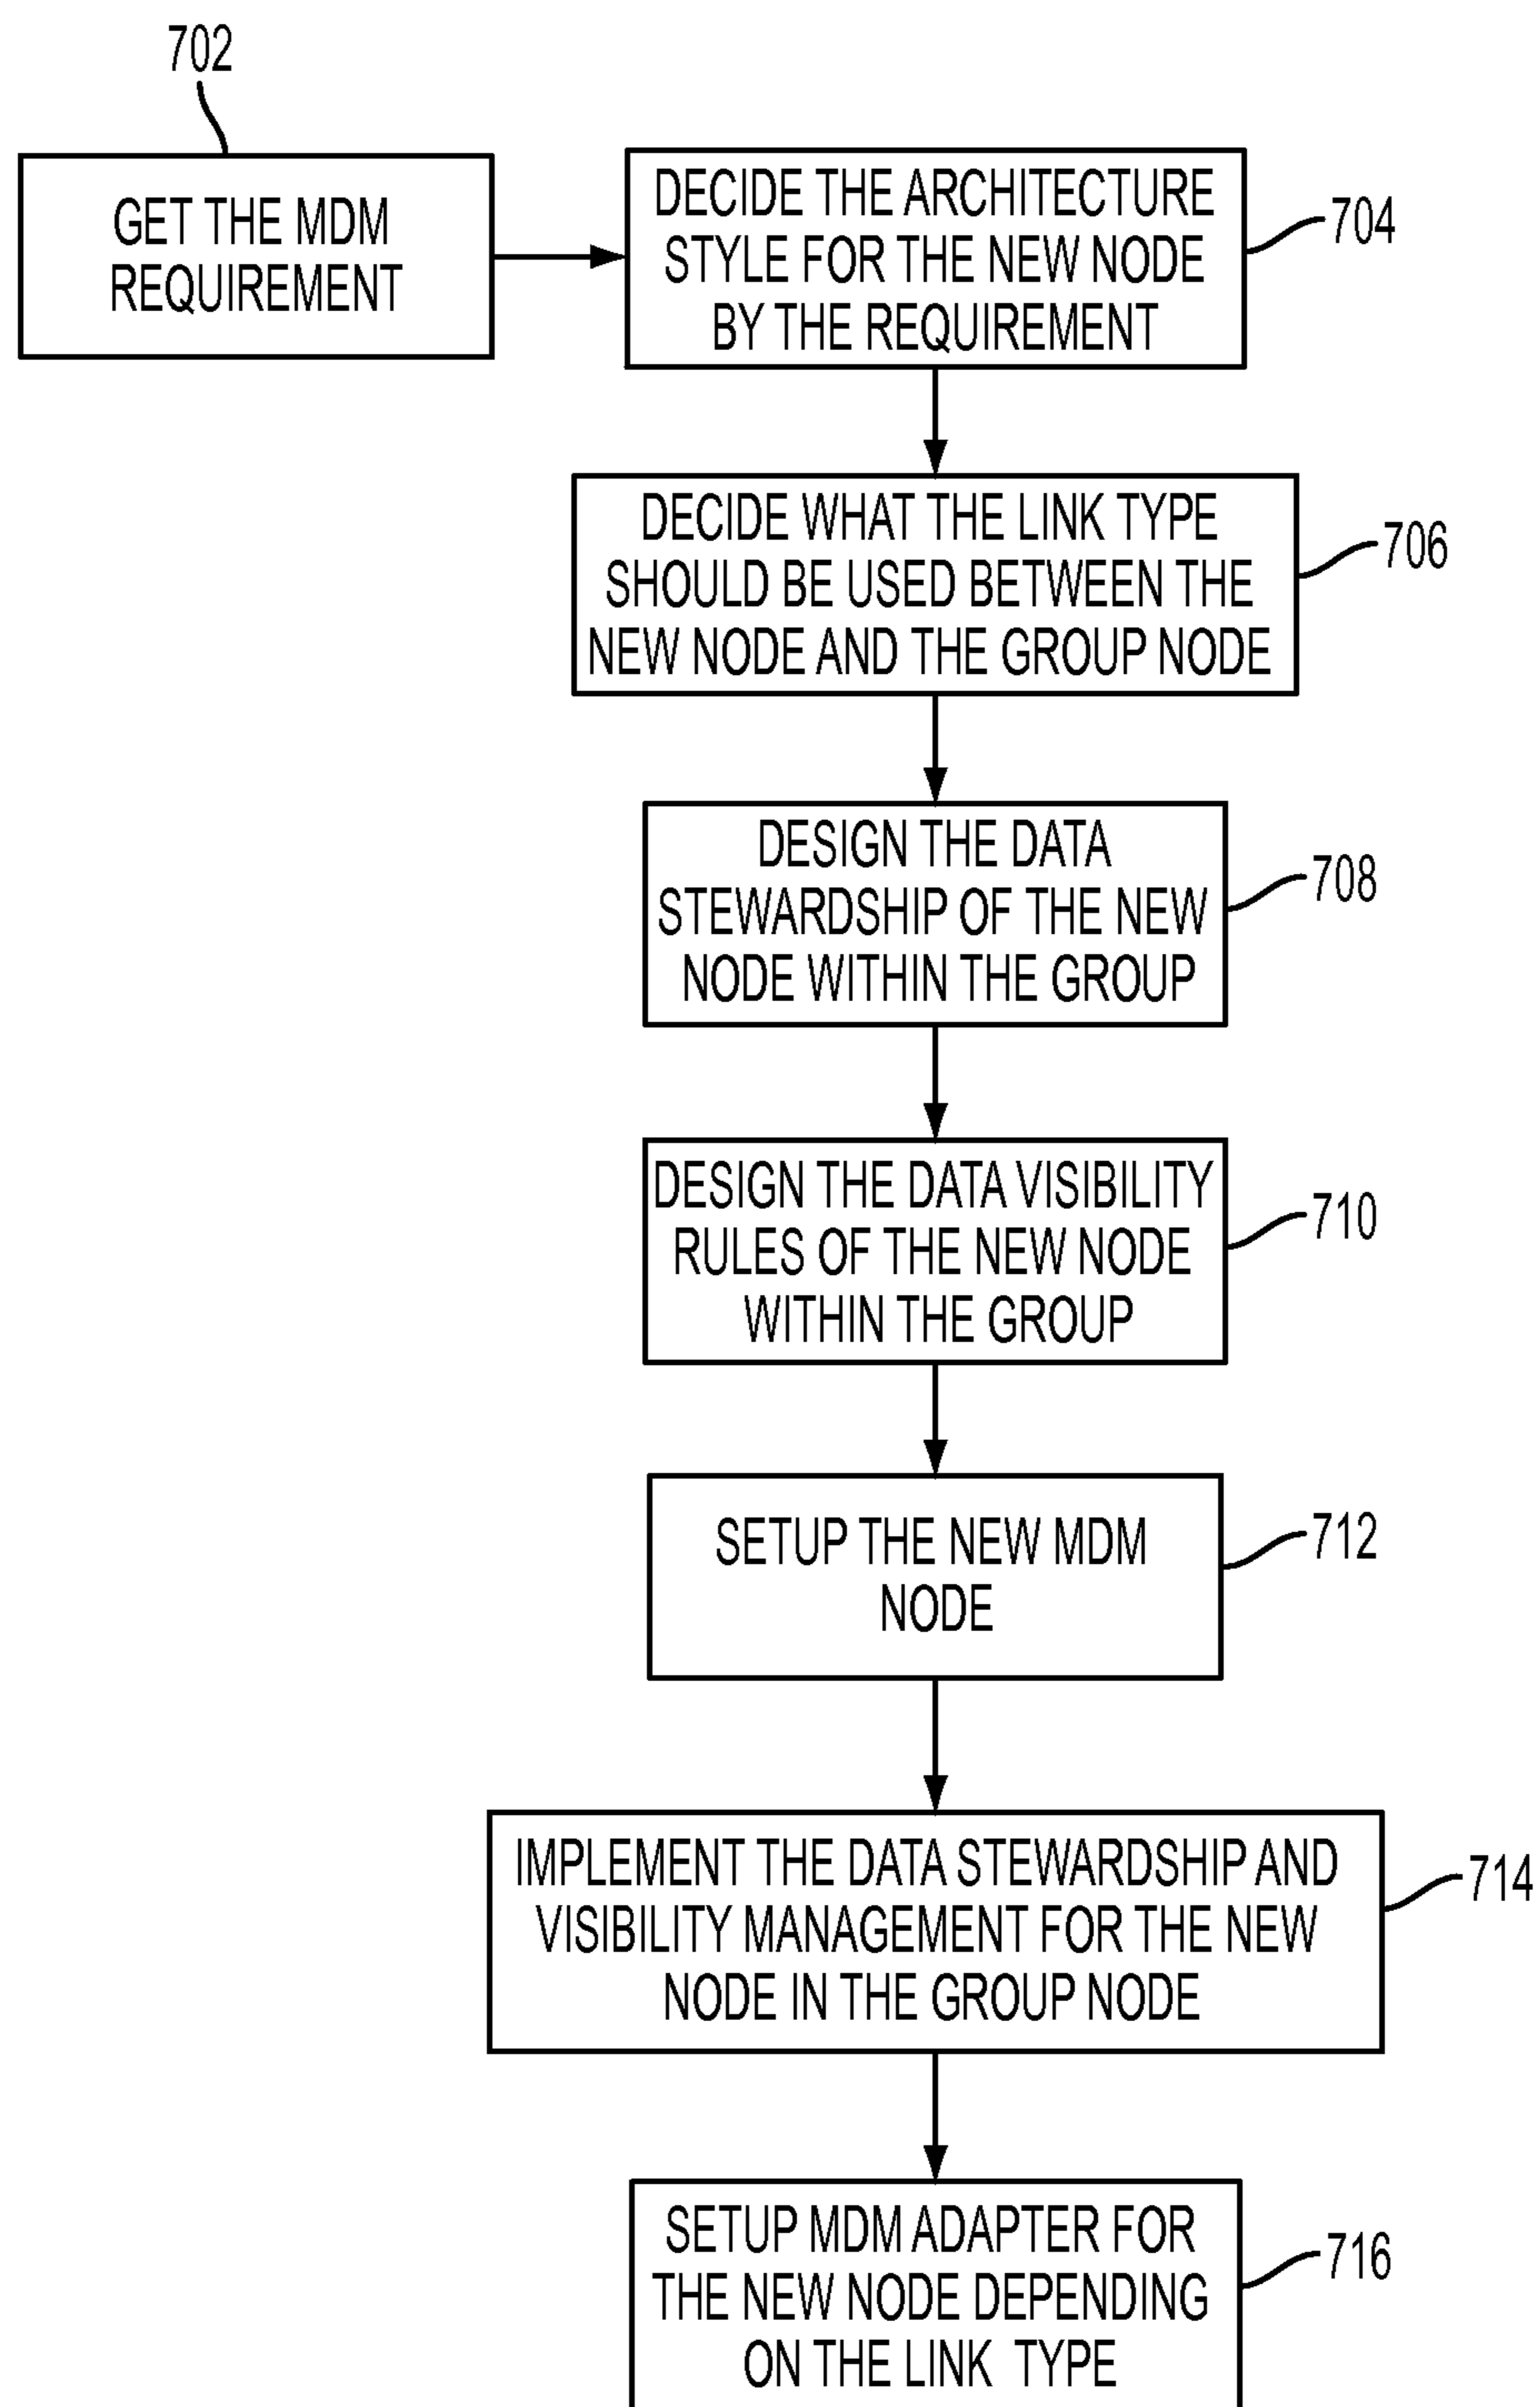 702
GET THE MDM
REQUIREMENT
DECIDE THE ARCHITECTURE
STYLE FOR THE NEW NODE
BY THE REQUIREMENT
704
DECIDE WHAT THE LINK TYPE
SHOULD BE USED BETWEEN THE
NEW NODE AND THE GROUP NODE
706
DESIGN THE DATA
STEWARDSHIP OF THE NEW
NODE WITHIN THE GROUP
708
DESIGN THE DATA VISIBILITY
RULES OF THE NEW NODE
WITHIN THE GROUP
710
SETUP THE NEW MDM
NODE
712
IMPLEMENT THE DATA STEWARDSHIP AND
VISIBILITY MANAGEMENT FOR THE NEW
NODE IN THE GROUP NODE
714
SETUP MDM ADAPTER FOR
THE NEW NODE DEPENDING
ON THE LINK TYPE
716